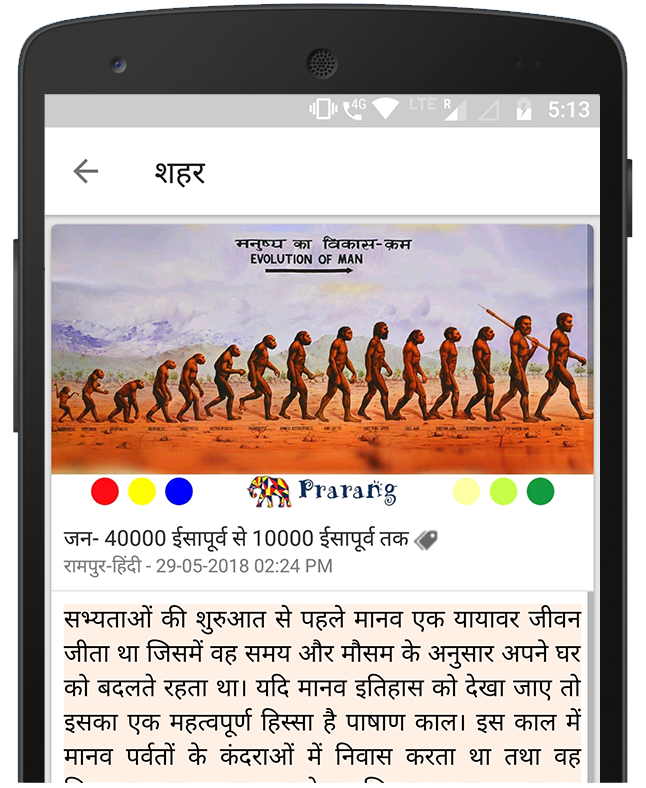 4G LTE R 5:13
शहर
मनुष्य का विकास-क्रम
EVOLUTION OF MAN
Prarang
जन- 40000 ईसापूर्व से 10000 ईसापूर्व तक
रामपुर-हिंदी - 29-05-2018 02:24 PM
सभ्यताओं की शुरुआत से पहले मानव एक यायावर जीवन
जीता था जिसमें वह समय और मौसम के अनुसार अपने घर
को बदलते रहता था। यदि मानव इतिहास को देखा जाए तो
इसका एक महत्वपूर्ण हिस्सा है पाषाण काल। इस काल में
मानव पर्वतों के कंदराओं में निवास करता था तथा वह